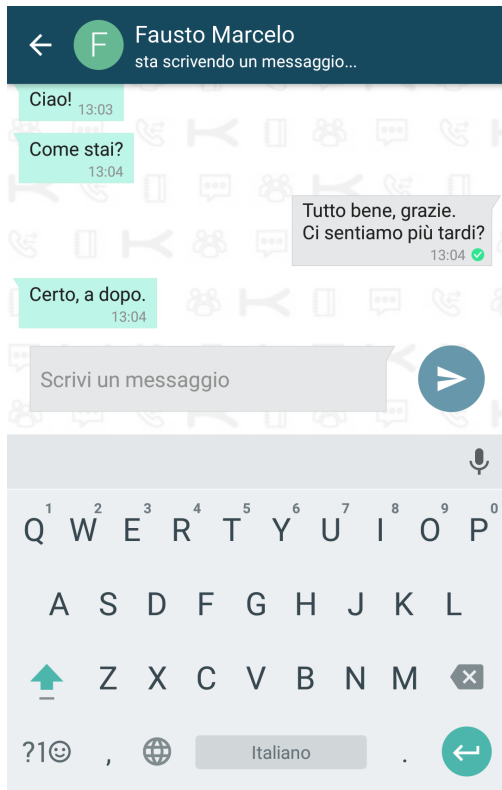 F
Fausto Marcelo
sta scrivendo un messaggio...
Ciao!
13:03
Come stai?
13:04
Tutto bene, grazie.
Ci sentiamo più tardi?
13:04
Certo, a dopo.
13:04
Scrivi un messaggio
1 2 3 4 5 6 7 8 9 0
Q W E R T Y U I O P
A S D F G H J K L
Z X C V B N M
?1☺ , Italiano .